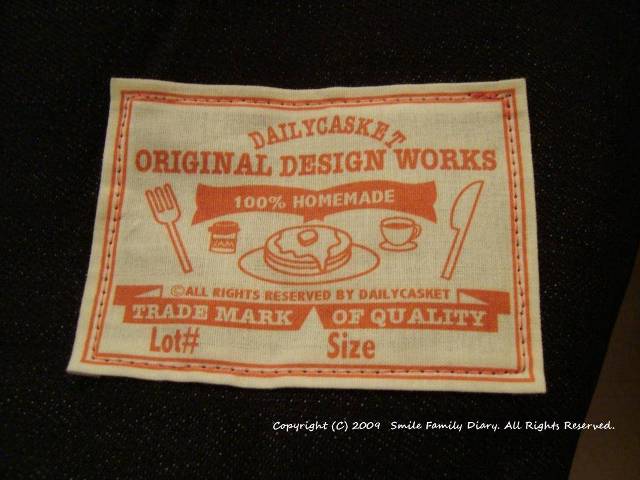 DAILYCASKET
ORIGINAL DESIGN WORKS
100% HOMEMADE
JAM
©ALL RIGHTS RESERVED BY DAILYCASKET
TRADE MARK OF QUALITY
Lot# Size
Copyright (C) 2009 Smile Family Diary. All Rights Reserved.